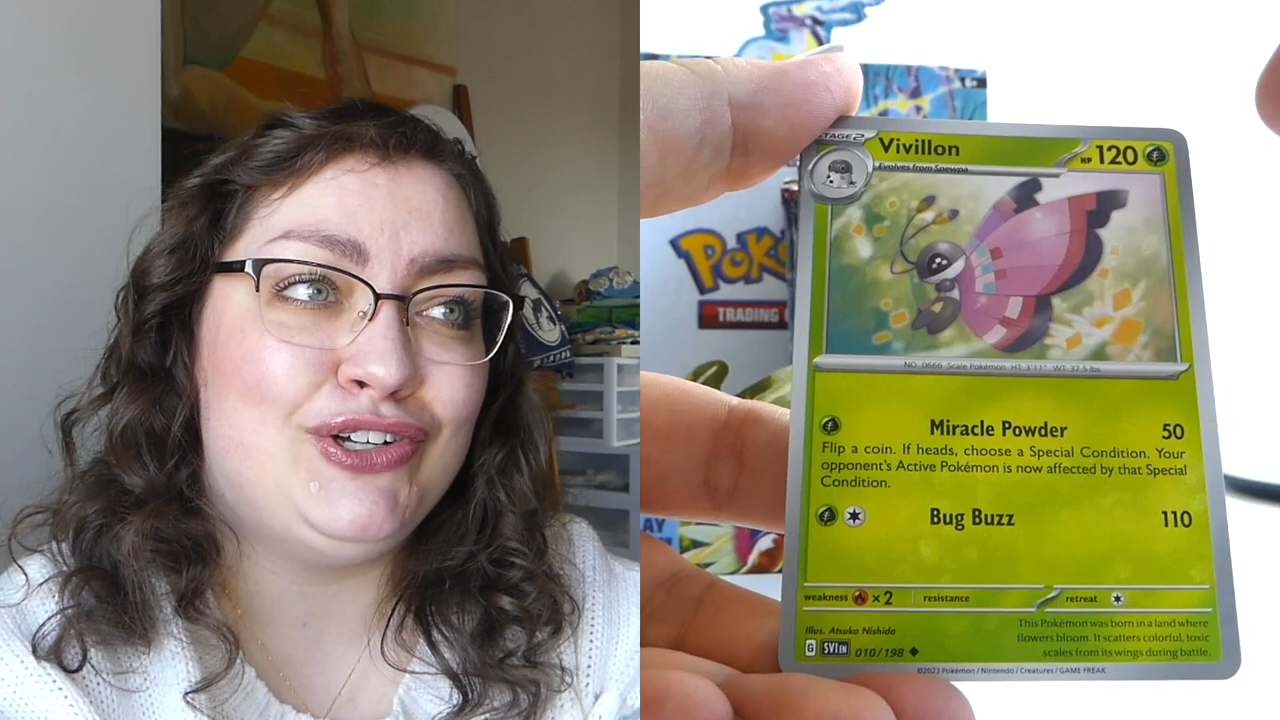 STAGE2
Vivillon
HP 120
Evolves from Spewpa
POK
TRADING
NO. 0666 Scale Pokémon HT: 3'11" WT: 37.5 lbs.
Miracle Powder 50
Flip a coin. If heads, choose a Special Condition. Your
opponent's Active Pokémon is now affected by that Special
Condition.
Bug Buzz 110
AY
weakness ×2 resistance retreat
Illus. Atsuko Nishida
This Pokémon was born in a land where
flowers bloom. It scatters colorful, toxic
scales from its wings during battle.
G SVI EN 010/198
©2023 Pokémon / Nintendo / Creatures / GAME FREAK